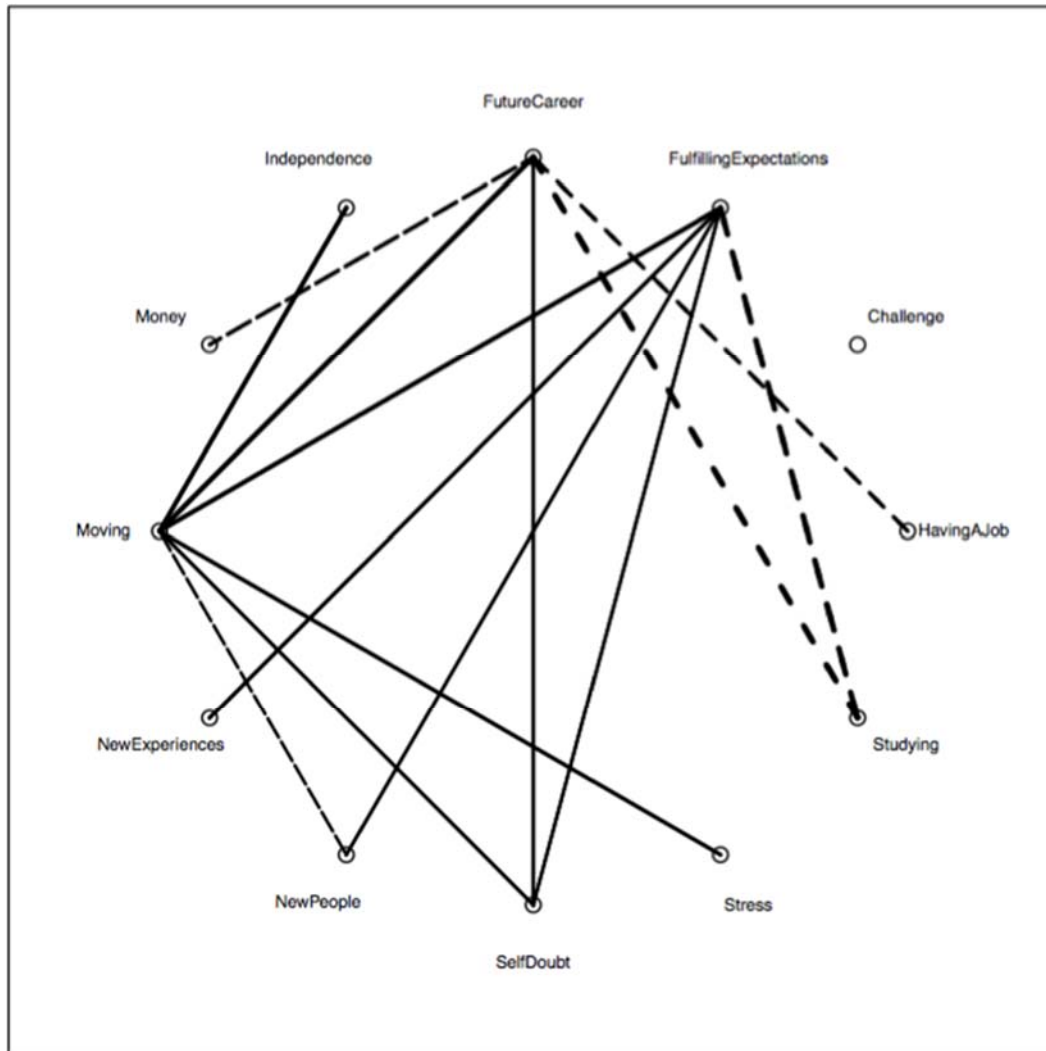 FutureCareer
Independence
FulfillingExpectations
Money
Challenge
Moving
HavingAJob
NewExperiences
Studying
NewPeople
Stress
SelfDoubt